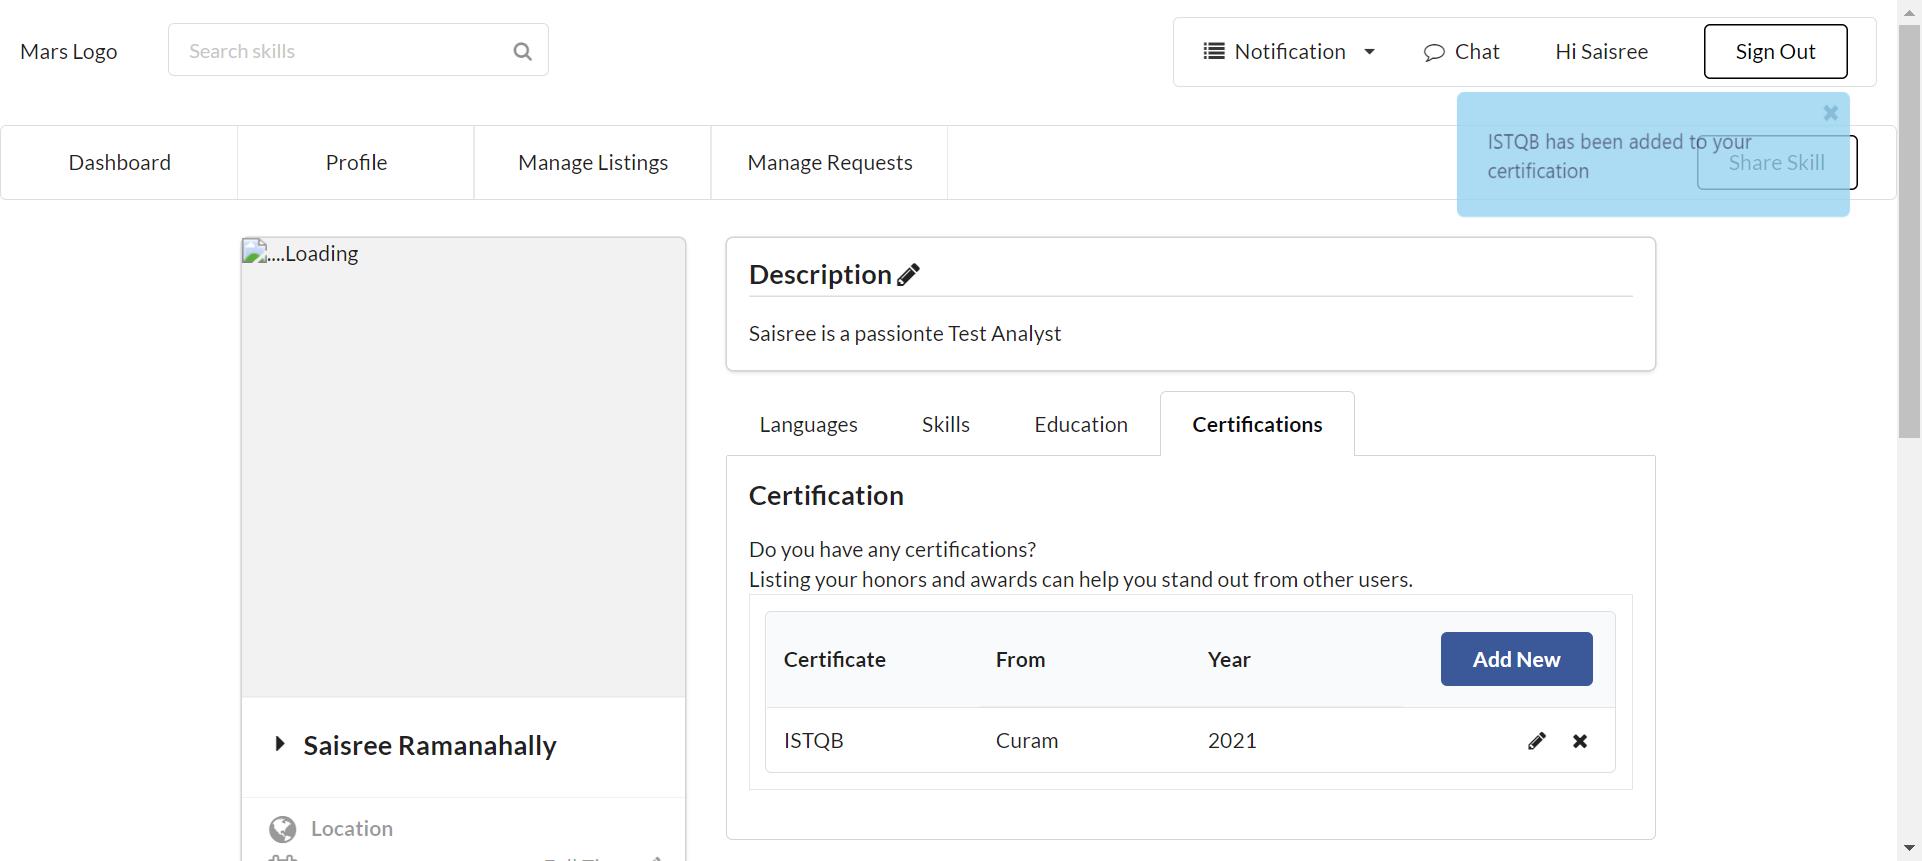 Mars Logo
Search skills
Notification
Chat
Hi Saisree
Sign Out
ISTQB has been added to your
certification
Dashboard
Profile
Manage Listings
Manage Requests
Share Skill
....Loading
Description
Saisree is a passionte Test Analyst
Languages
Skills
Education
Certifications
Certification
Do you have any certifications?
Listing your honors and awards can help you stand out from other users.
Certificate From Year Add New
ISTQB Curam 2021
Saisree Ramanahally
Location